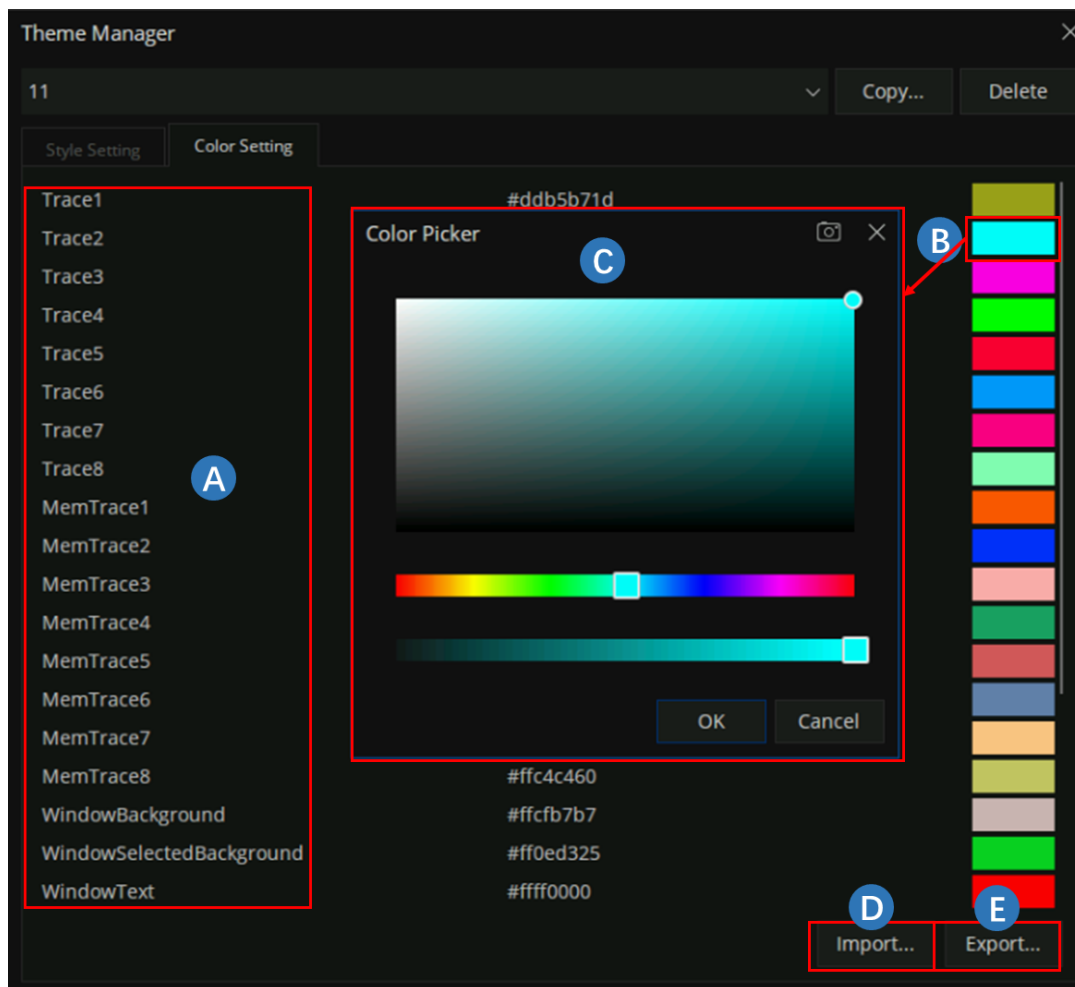 Theme Manager
11
Copy...
Delete
Style Setting
Color Setting
Trace1
#ddb5b71d
Trace2
Color Picker
B
C
Trace3
Trace4
Trace5
Trace6
Trace7
Trace8
A
MemTrace1
MemTrace2
MemTrace3
MemTrace4
MemTrace5
MemTrace6
OK
Cancel
MemTrace7
MemTrace8
#ffc4c460
WindowBackground
#ffcfb7b7
WindowSelectedBackground
#ff0ed325
WindowText
#ffff0000
D
E
Import...
Export...